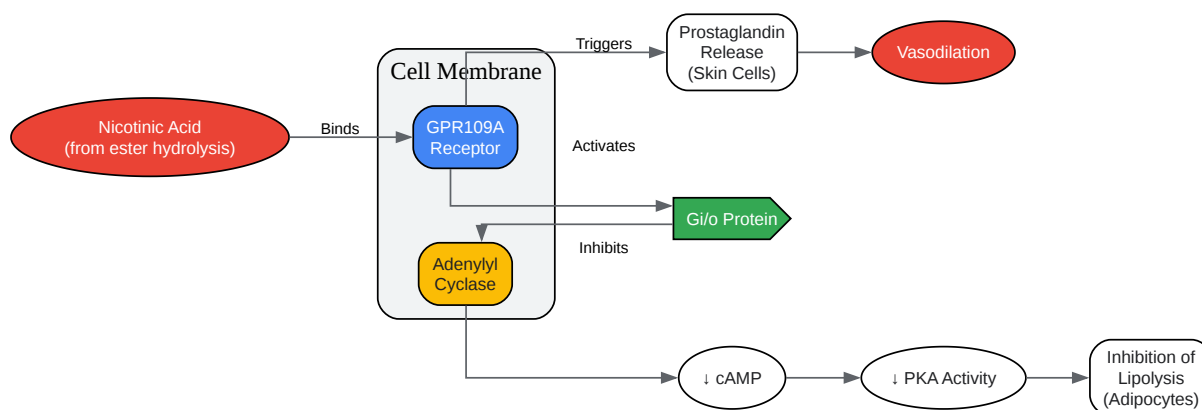 Triggers
Prostaglandin
Release
(Skin Cells)
Vasodilation
Cell Membrane
Nicotinic Acid
(from ester hydrolysis)
Binds
GPR109A
Receptor
Activates
Gi/o Protein
Inhibits
Adenylyl
Cyclase
↓ cAMP
↓ PKA Activity
Inhibition of
Lipolysis
(Adipocytes)